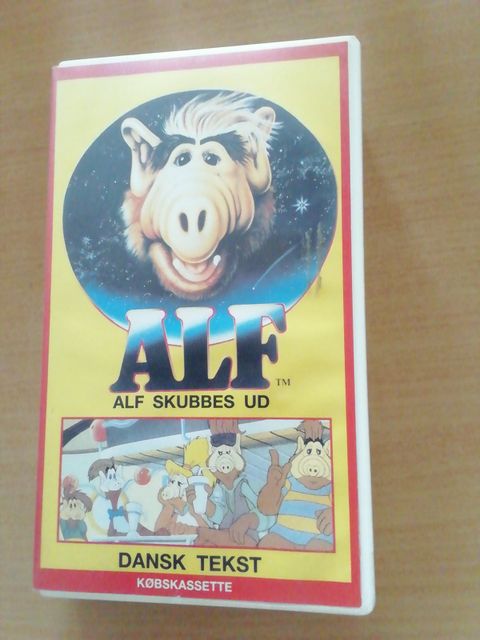 ALF TM
ALF SKUBBES UD
DANSK TEKST
KØBSKASSETTE